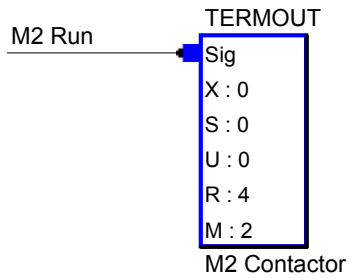 TERMOUT
M2 Run
Sig
X : 0
S : 0
U : 0
R : 4
M : 2
M2 Contactor